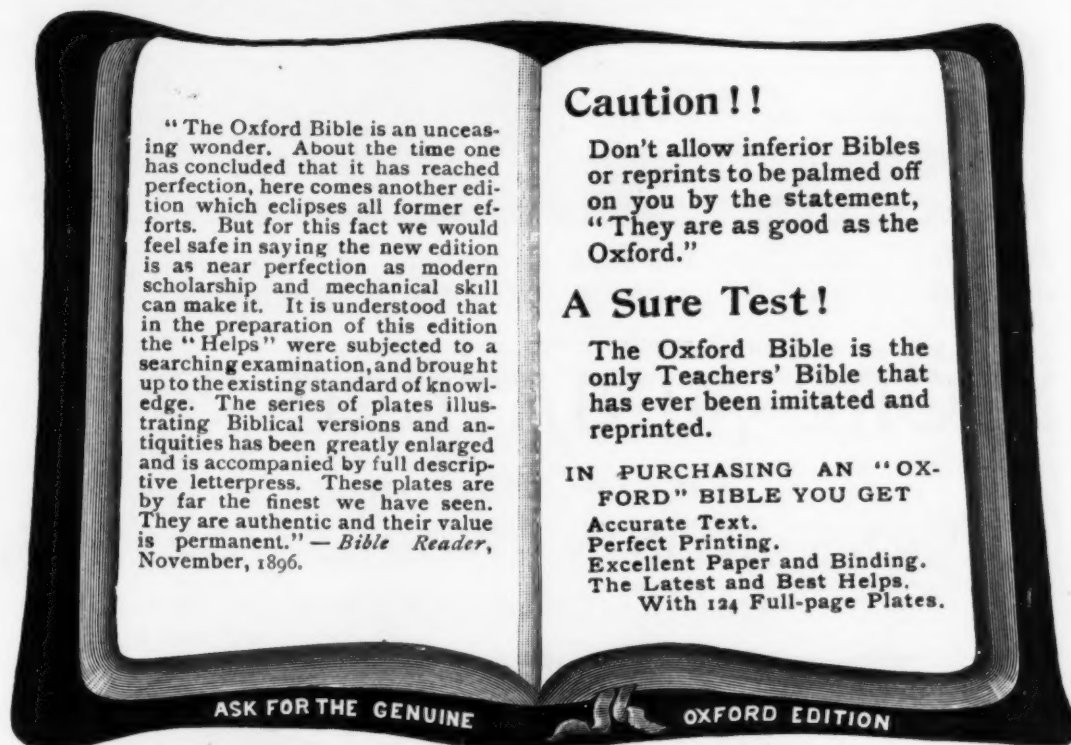 “ The Oxford Bible is an unceas-
ing wonder. About the time one
has concluded that it has reached
perfection, here comes another edi-
tion which eclipses all former ef-
forts. But for this fact we would
feel safe in saying the new edition
is as near perfection as modern
scholarship and mechanical skill
can make it. It is understood that
in the preparation of this edition
the “Helps” were subjected to a
searching examination, and brought
up to the existing standard of knowl-
edge. The series of plates illus-
trating Biblical versions and an-
tiquities has been greatly enlarged
and is accompanied by full descrip-
tive letterpress. These plates are
by far the finest we have seen.
They are authentic and their value
is permanent.” — Bible Reader,
November, 1896.
Caution !!
Don't allow inferior Bibles
or reprints to be palmed off
on you by the statement,
“They are as good as the
Oxford.”
A Sure Test!
The Oxford Bible is the
only Teachers' Bible that
has ever been imitated and
reprinted.
IN PURCHASING AN “OX-
FORD” BIBLE YOU GET
Accurate Text.
Perfect Printing.
Excellent Paper and Binding.
The Latest and Best Helps.
With 124 Full-page Plates.
ASK FOR THE GENUINE OXFORD EDITION